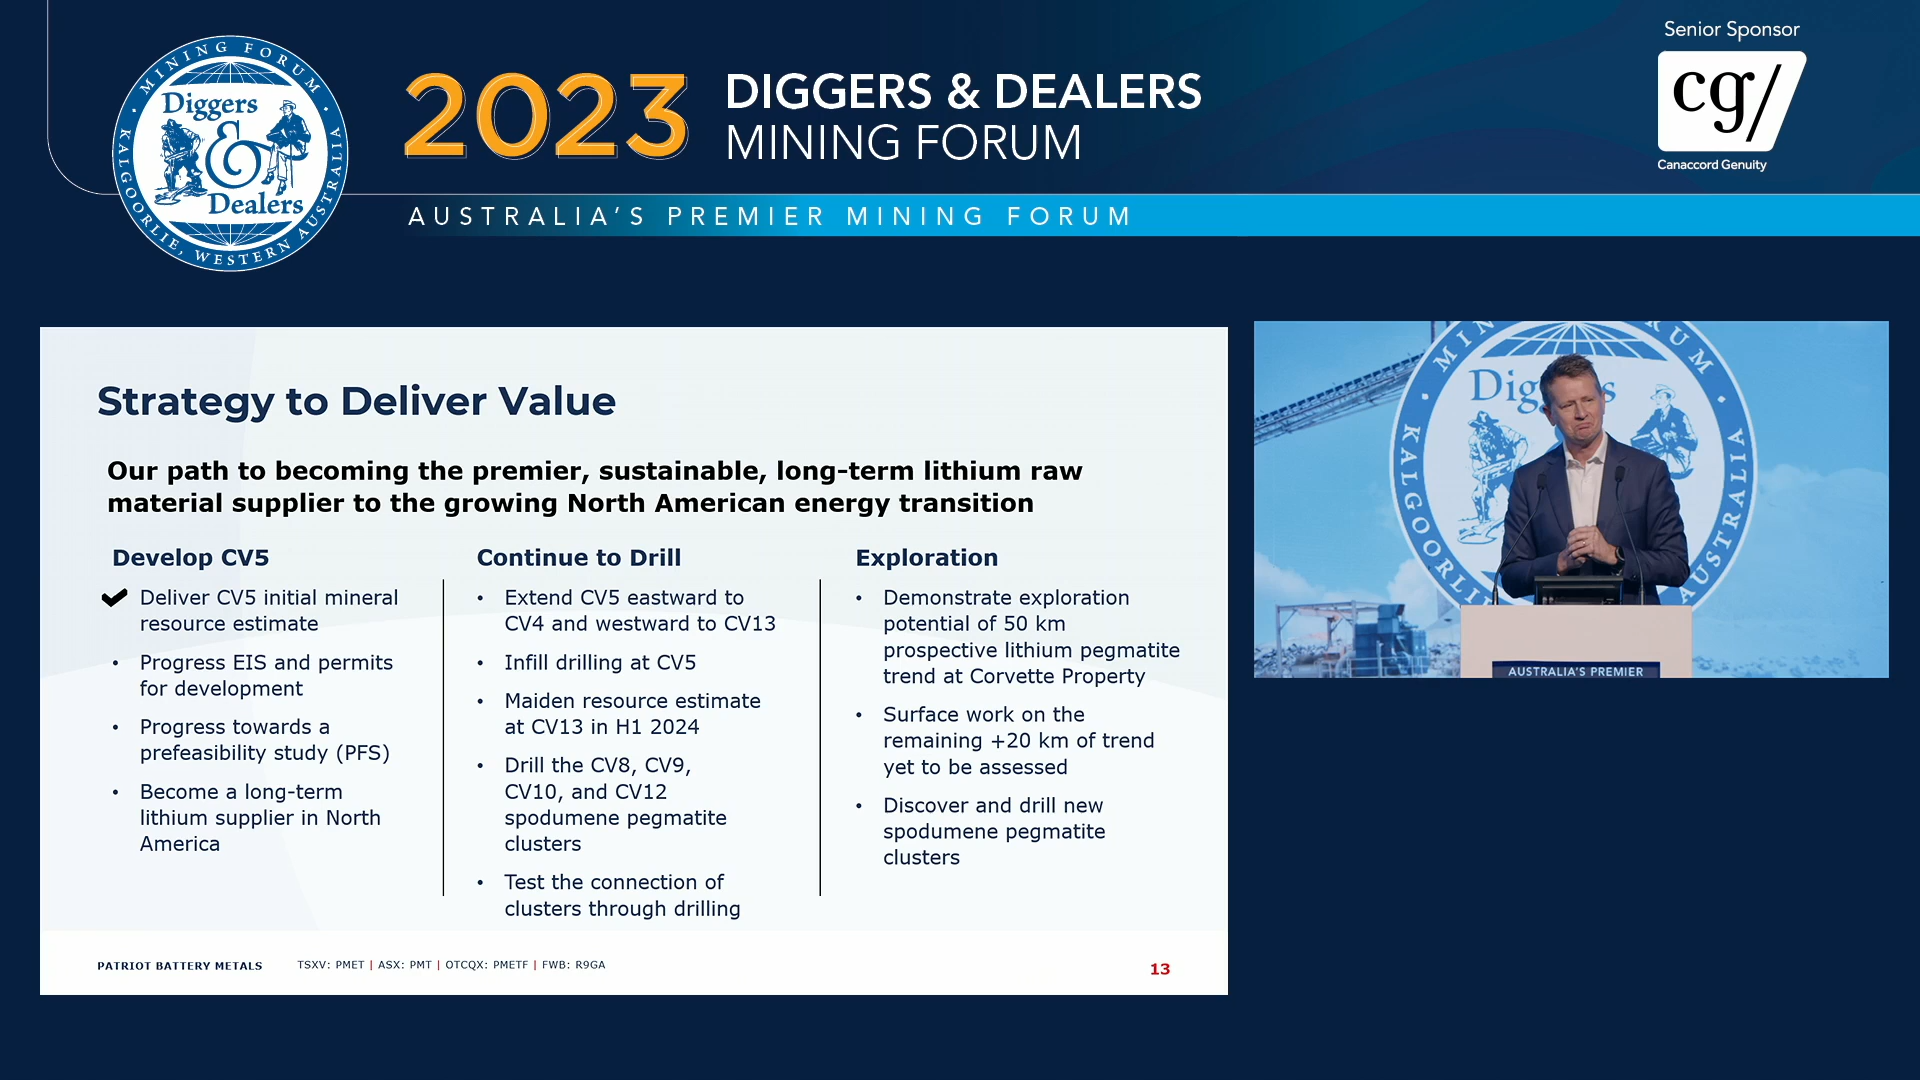 MINING FORUM
Diggers
&
Dealers
KALGOORLIE, WESTERN AUSTRALIA
2023
DIGGERS & DEALERS
MINING FORUM
AUSTRALIA'S PREMIER MINING FORUM
Senior Sponsor
cg/
Canaccord Genuity
Strategy to Deliver Value
Our path to becoming the premier, sustainable, long-term lithium raw
material supplier to the growing North American energy transition
Develop CV5
✔ Deliver CV5 initial mineral
resource estimate
• Progress EIS and permits
for development
• Progress towards a
prefeasibility study (PFS)
• Become a long-term
lithium supplier in North
America
Continue to Drill
• Extend CV5 eastward to
CV4 and westward to CV13
• Infill drilling at CV5
• Maiden resource estimate
at CV13 in H1 2024
• Drill the CV8, CV9,
CV10, and CV12
spodumene pegmatite
clusters
• Test the connection of
clusters through drilling
Exploration
• Demonstrate exploration
potential of 50 km
prospective lithium pegmatite
trend at Corvette Property
• Surface work on the
remaining +20 km of trend
yet to be assessed
• Discover and drill new
spodumene pegmatite
clusters
PATRIOT BATTERY METALS
TSXV: PMET | ASX: PMT | OTCQX: PMETF | FWB: R9GA
13
MIN RUM
Dig s
KALGOORLI
AUSTRALIA
AUSTRALIA'S PREMIER